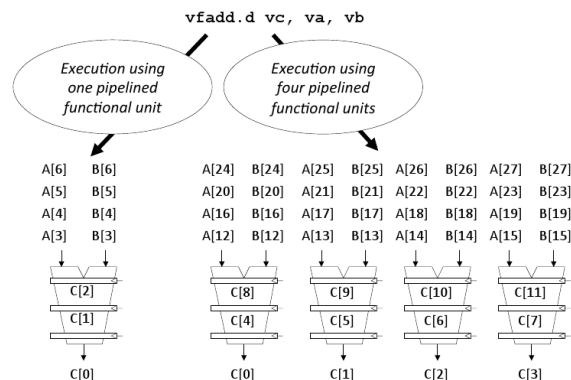 vfadd.d vc, va, vb
Execution using
one pipelined
functional unit
Execution using
four pipelined
functional units
A[6] B[6] A[24] B[24] A[25] B[25] A[26] B[26] A[27] B[27]
A[5] B[5] A[20] B[20] A[21] B[21] A[22] B[22] A[23] B[23]
A[4] B[4] A[16] B[16] A[17] B[17] A[18] B[18] A[19] B[19]
A[3] B[3] A[12] B[12] A[13] B[13] A[14] B[14] A[15] B[15]
C[2] C[8] C[9] C[10] C[11]
C[1] C[4] C[5] C[6] C[7]
C[0] C[0] C[1] C[2] C[3]